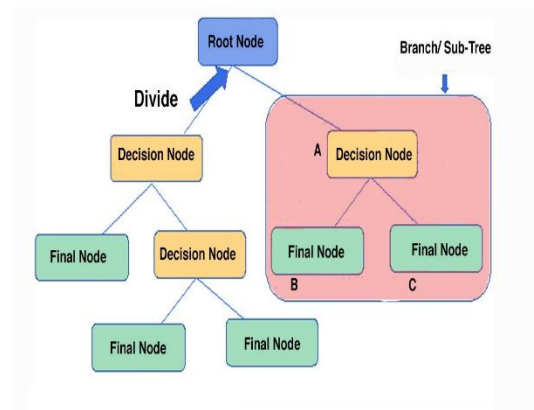 Root Node
Branch/ Sub-Tree
Divide
Decision Node
A
Decision Node
Final Node
Decision Node
Final Node
Final Node
B
C
Final Node
Final Node